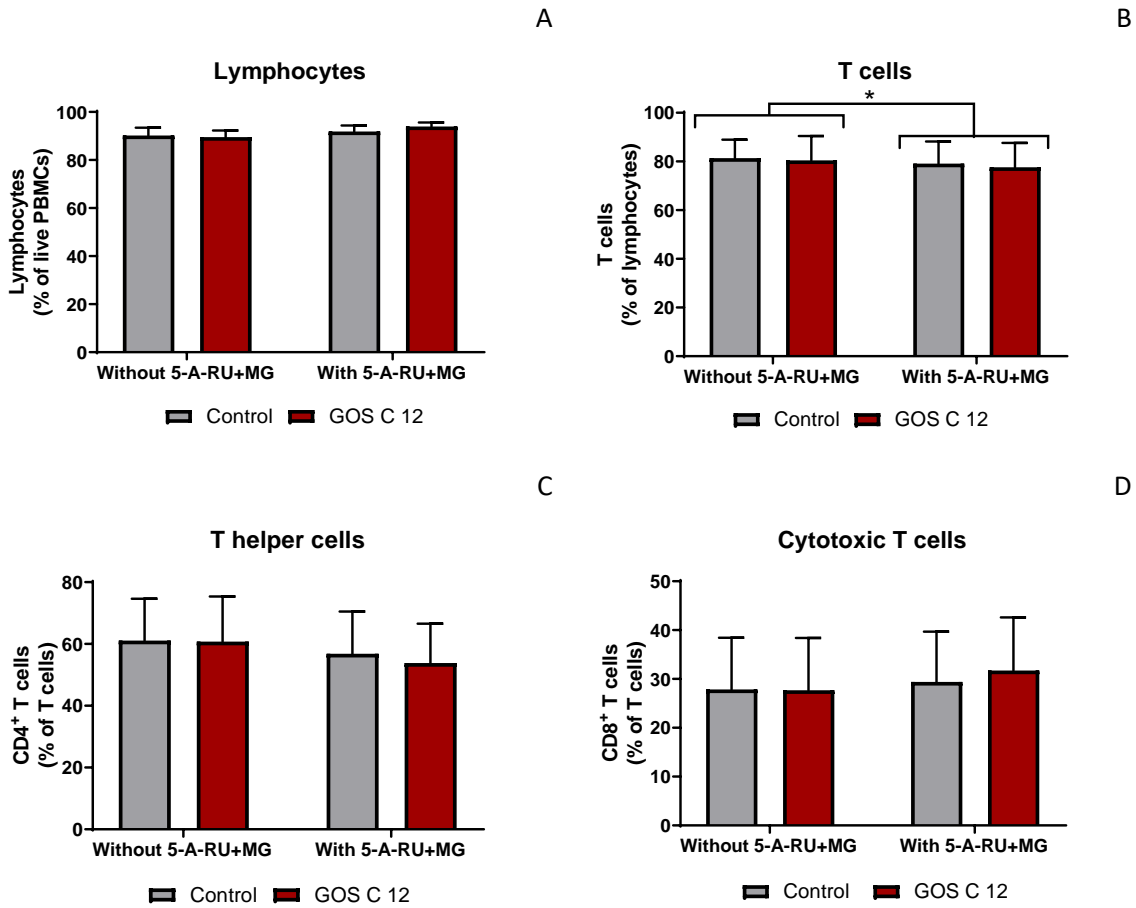 A
Lymphocytes
Lymphocytes
(% of live PBMCs)
100
80
60
40
20
0
Without 5-A-RU+MG With 5-A-RU+MG
Control GOS C 12
B
T cells
*
T cells
(% of lymphocytes)
100
80
60
40
20
0
Without 5-A-RU+MG With 5-A-RU+MG
Control GOS C 12
C
T helper cells
CD4⁺ T cells
(% of T cells)
80
60
40
20
0
Without 5-A-RU+MG With 5-A-RU+MG
Control GOS C 12
D
Cytotoxic T cells
CD8⁺ T cells
(% of T cells)
50
40
30
20
10
0
Without 5-A-RU+MG With 5-A-RU+MG
Control GOS C 12